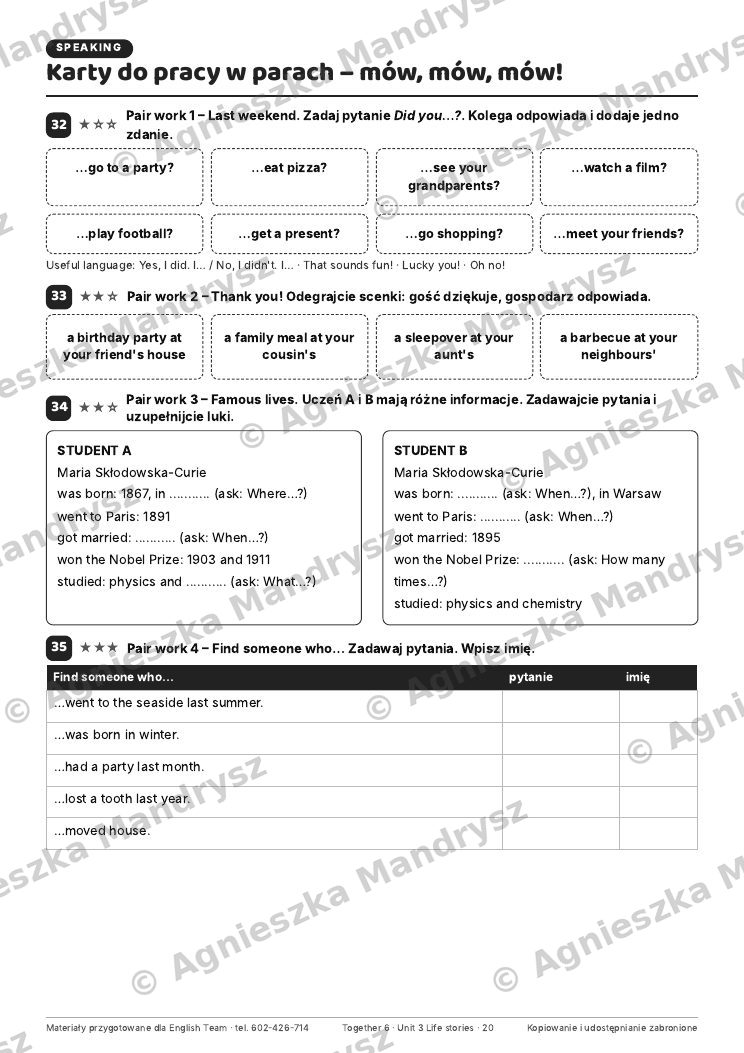 SPEAKING
Karty do pracy w parach – mów, mów, mów!
32 ★☆☆ Pair work 1 – Last weekend. Zadaj pytanie Did you…?. Kolega odpowiada i dodaje jedno
zdanie.
…go to a party? …eat pizza? …see your
grandparents? …watch a film?
…play football? …get a present? …go shopping? …meet your friends?
Useful language: Yes, I did. I… / No, I didn't. I… · That sounds fun! · Lucky you! · Oh no!
33 ★★☆ Pair work 2 – Thank you! Odegrajcie scenki: gość dziękuje, gospodarz odpowiada.
a birthday party at
your friend's house
a family meal at your
cousin's
a sleepover at your
aunt's
a barbecue at your
neighbours'
34 ★★☆ Pair work 3 – Famous lives. Uczeń A i B mają różne informacje. Zadawajcie pytania i
uzupełnijcie luki.
STUDENT A
Maria Skłodowska-Curie
was born: 1867, in ........... (ask: Where…?)
went to Paris: 1891
got married: ........... (ask: When…?)
won the Nobel Prize: 1903 and 1911
studied: physics and ........... (ask: What…?)
STUDENT B
Maria Skłodowska-Curie
was born: ........... (ask: When…?), in Warsaw
went to Paris: ........... (ask: When…?)
got married: 1895
won the Nobel Prize: ........... (ask: How many
times…?)
studied: physics and chemistry
35 ★★★ Pair work 4 – Find someone who… Zadawaj pytania. Wpisz imię.
Find someone who… pytanie imię
…went to the seaside last summer.
…was born in winter.
…had a party last month.
…lost a tooth last year.
…moved house.
Materiały przygotowane dla English Team · tel. 602-426-714 Together 6 · Unit 3 Life stories · 20 Kopiowanie i udostępnianie zabronione
© Agnieszka Mandrysz